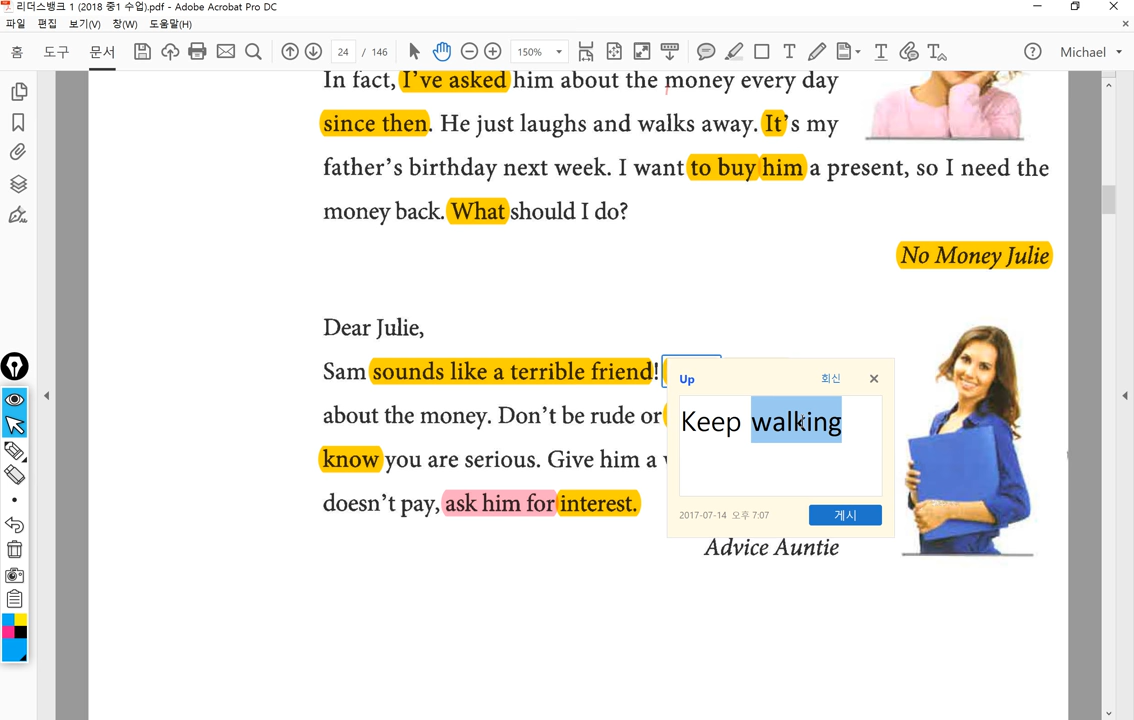 리더스뱅크 1 (2018 중1 수업).pdf - Adobe Acrobat Pro DC
파일 편집 보기(V) 창(W) 도움말(H)
홈 도구 문서 24 / 146 150% Michael
In fact, I've asked him about the money every day
since then. He just laughs and walks away. It's my
father's birthday next week. I want to buy him a present, so I need the
money back. What should I do?
No Money Julie
Dear Julie,
Sam sounds like a terrible friend!
about the money. Don't be rude or
know you are serious. Give him a
doesn't pay, ask him for interest.
Advice Auntie
Up 회신
Keep walking
2017-07-14 오후 7:07 게시